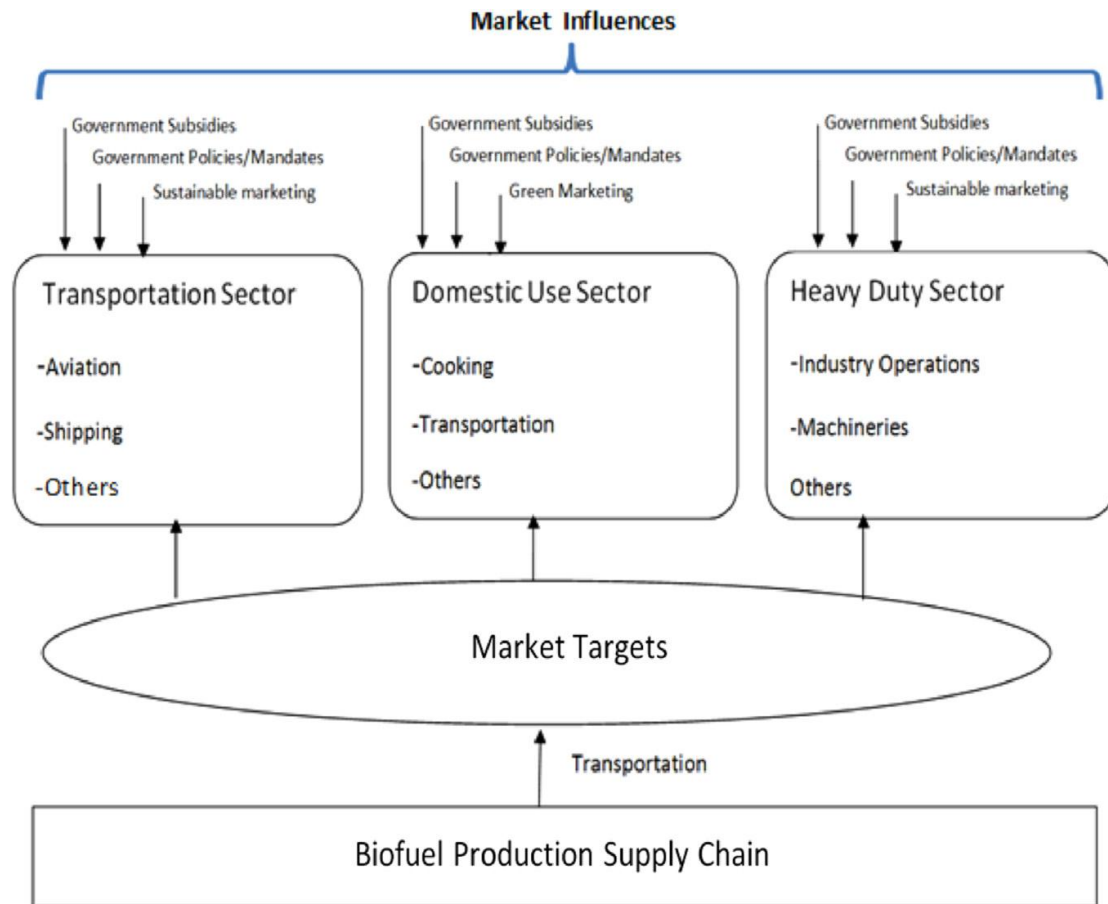 Market Influences
Government Subsidies
Government Policies/Mandates
Sustainable marketing
Government Subsidies
Government Policies/Mandates
Green Marketing
Government Subsidies
Government Policies/Mandates
Sustainable marketing
Transportation Sector
-Aviation
-Shipping
-Others
Domestic Use Sector
-Cooking
-Transportation
-Others
Heavy Duty Sector
-Industry Operations
-Machineries
Others
Market Targets
Transportation
Biofuel Production Supply Chain